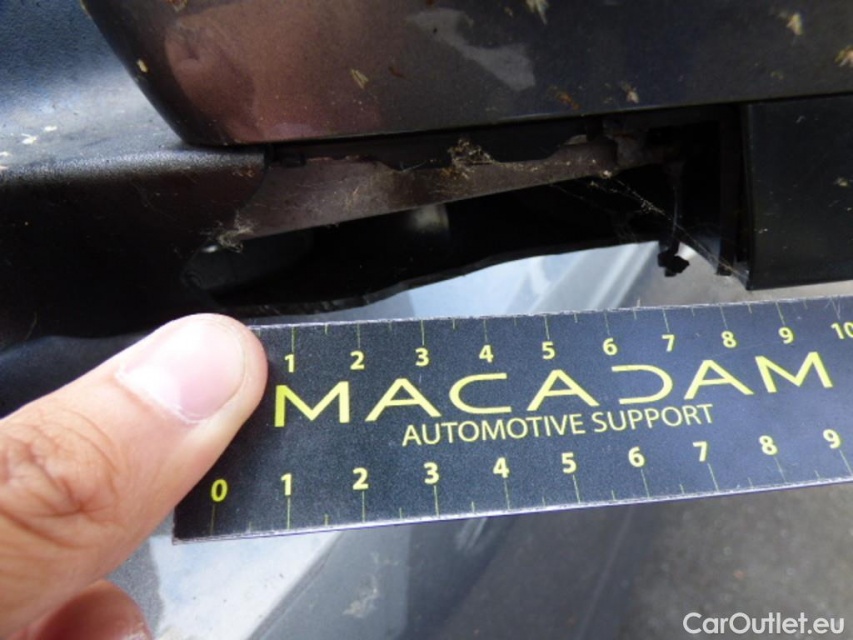 1 2 3 4 5 6 7 8 9 10
MACADAM
AUTOMOTIVE SUPPORT
0 1 2 3 4 5 6 7 8 9
CarOutlet.eu